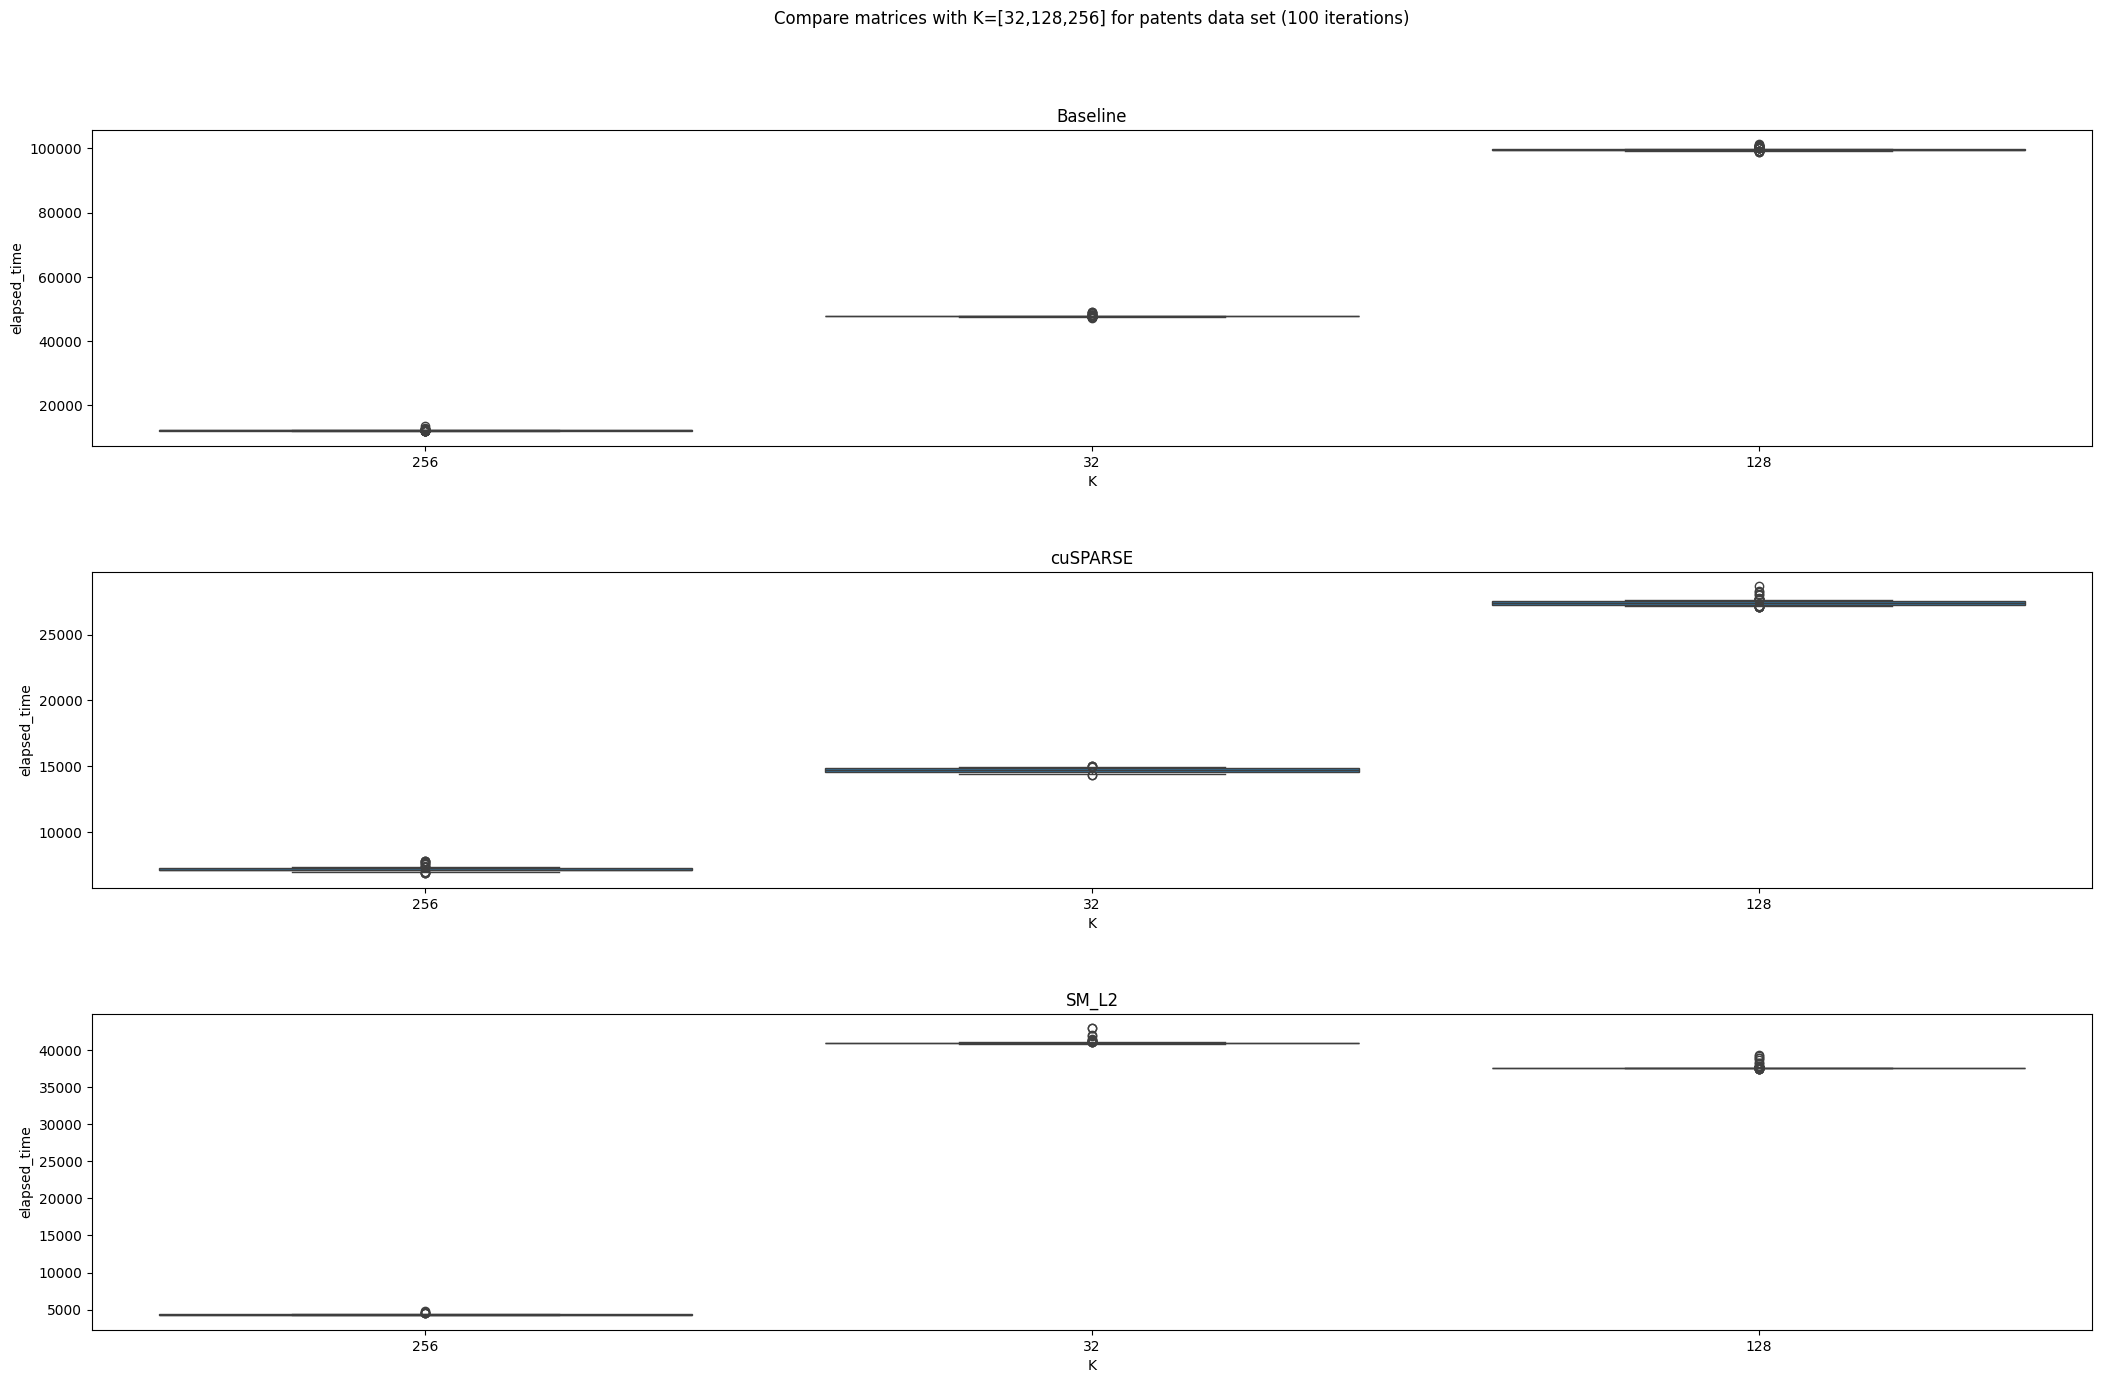 Compare matrices with K=[32,128,256] for patents data set (100 iterations)
Baseline
elapsed_time
100000
80000
60000
40000
20000
256
32
128
K
cuSPARSE
elapsed_time
25000
20000
15000
10000
256
32
128
K
SM_L2
elapsed_time
40000
35000
30000
25000
20000
15000
10000
5000
256
32
128
K